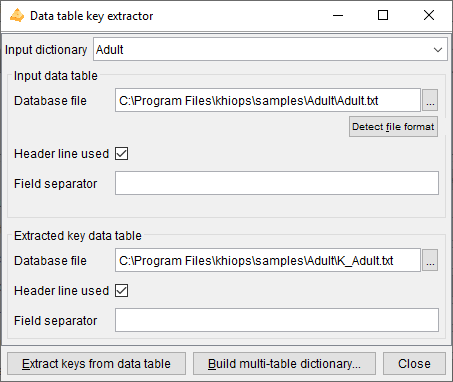 Data table key extractor
Input dictionary Adult
Input data table
Database file C:\Program Files\khiops\samples\Adult\Adult.txt ...
Detect file format
Header line used
Field separator
Extracted key data table
Database file C:\Program Files\khiops\samples\Adult\K_Adult.txt ...
Header line used
Field separator
Extract keys from data table Build multi-table dictionary... Close